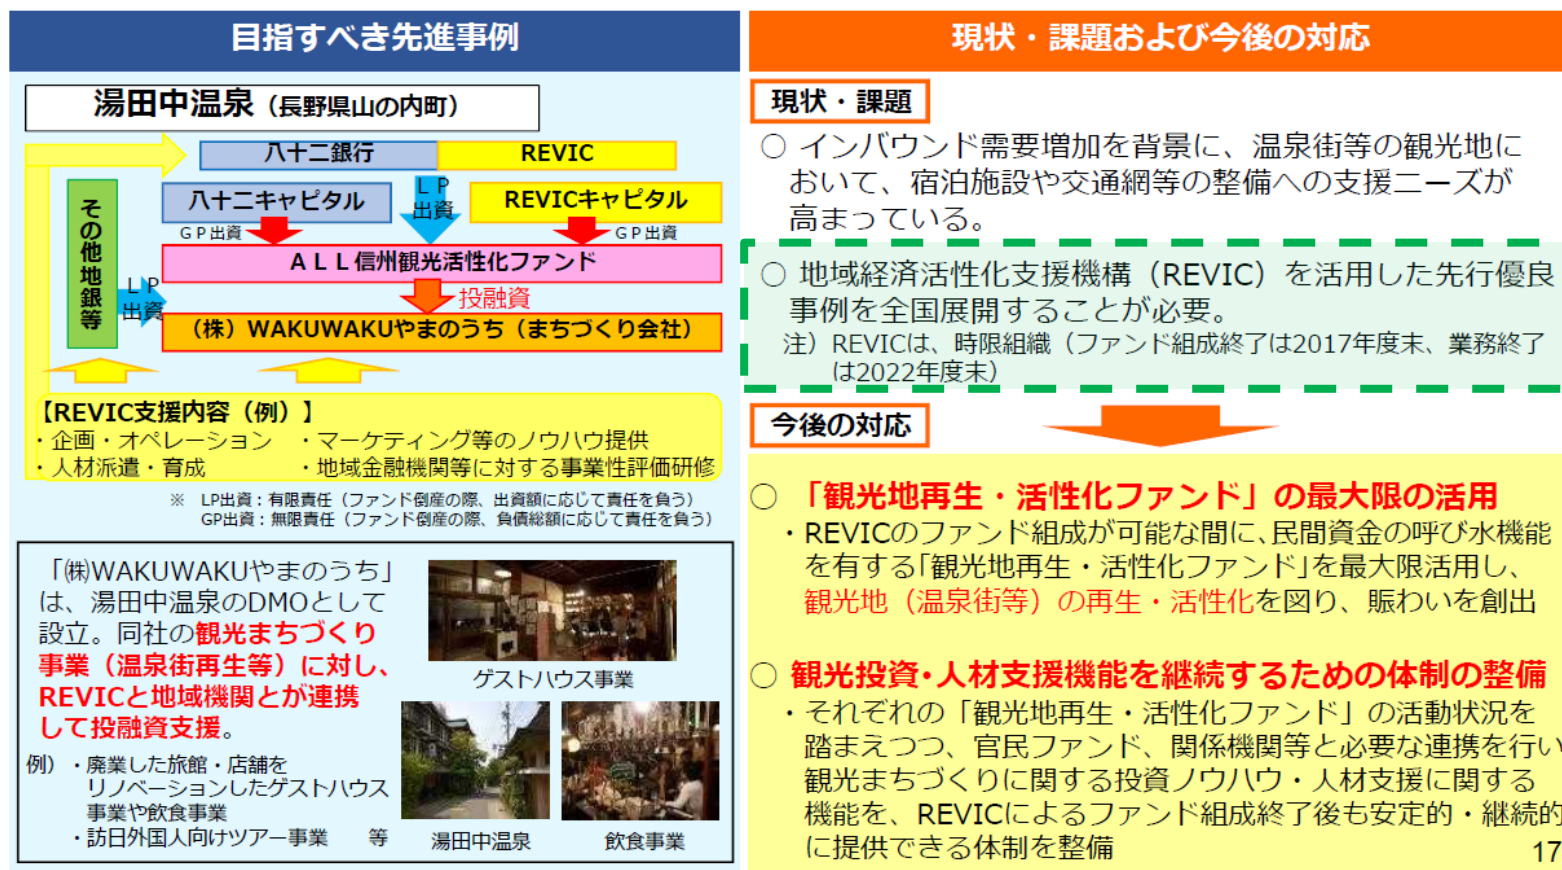 目指すべき先進事例
湯田中温泉（長野県山の内町）
八十二銀行
REVIC
八十二キャピタル
ＬＰ
出資
REVICキャピタル
ＧＰ出資
ＧＰ出資
その他地銀等
ＡＬＬ信州観光活性化ファンド
ＬＰ
出資
投融資
（株）WAKUWAKUやまのうち（まちづくり会社）
【REVIC支援内容（例）】
・企画・オペレーション ・マーケティング等のノウハウ提供
・人材派遣・育成 ・地域金融機関等に対する事業性評価研修
※ LP出資：有限責任（ファンド倒産の際、出資額に応じて責任を負う）
GP出資：無限責任（ファンド倒産の際、負債総額に応じて責任を負う）
「㈱WAKUWAKUやまのうち」
は、湯田中温泉のDMOとして
設立。同社の観光まちづくり
事業（温泉街再生等）に対し、
REVICと地域機関とが連携
して投融資支援。
例）・廃業した旅館・店舗を
リノベーションしたゲストハウス
事業や飲食事業
・訪日外国人向けツアー事業 等
ゲストハウス事業
湯田中温泉
飲食事業
現状・課題および今後の対応
現状・課題
○ インバウンド需要増加を背景に、温泉街等の観光地に
おいて、宿泊施設や交通網等の整備への支援ニーズが
高まっている。
○ 地域経済活性化支援機構（REVIC）を活用した先行優良
事例を全国展開することが必要。
注）REVICは、時限組織（ファンド組成終了は2017年度末、業務終了
は2022年度末）
今後の対応
○ 「観光地再生・活性化ファンド」の最大限の活用
・REVICのファンド組成が可能な間に、民間資金の呼び水機能
を有する「観光地再生・活性化ファンド」を最大限活用し、
観光地（温泉街等）の再生・活性化を図り、賑わいを創出
○ 観光投資・人材支援機能を継続するための体制の整備
・それぞれの「観光地再生・活性化ファンド」の活動状況を
踏まえつつ、官民ファンド、関係機関等と必要な連携を行い
観光まちづくりに関する投資ノウハウ・人材支援に関する
機能を、REVICによるファンド組成終了後も安定的・継続的
に提供できる体制を整備
17